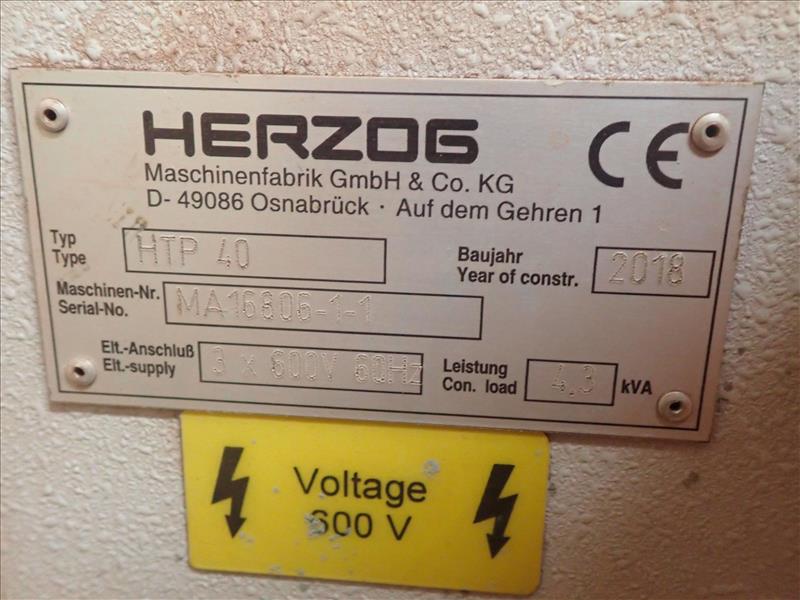 HERZOG CE
Maschinenfabrik GmbH & Co. KG
D- 49086 Osnabrück · Auf dem Gehren 1
Typ
Type HTP 40
Baujahr
Year of constr. 2018
Maschinen-Nr.
Serial-No. MA16806-1-1
Elt.-Anschluß
Elt.-supply 3 x 600V 60Hz
Leistung
Con. load 4,3 kVA
Voltage
600 V